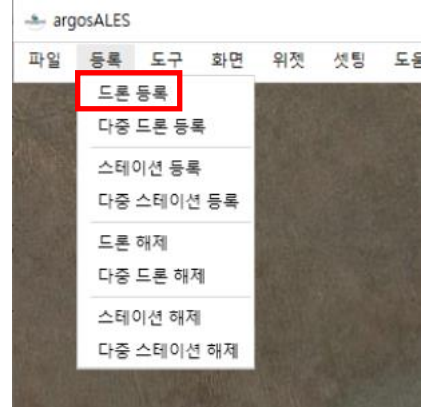 argosALES
파일 등록 도구 화면 위젯 셋팅
드론 등록
다중 드론 등록
스테이션 등록
다중 스테이션 등록
드론 해제
다중 드론 해제
스테이션 해제
다중 스테이션 해제